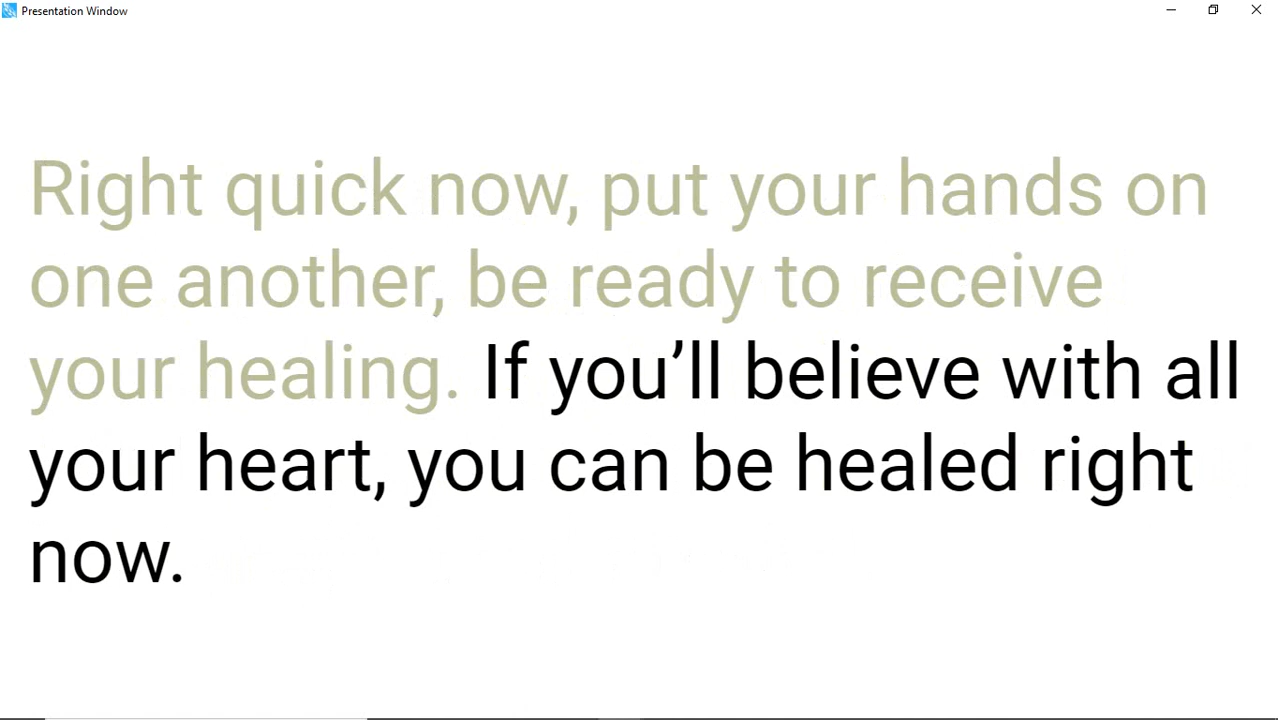 Presentation Window
Right quick now, put your hands on
one another, be ready to receive
your healing. If you’ll believe with all
your heart, you can be healed right
now.